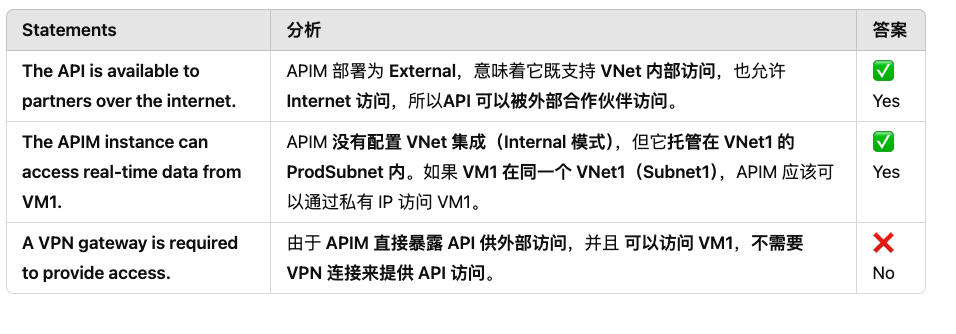 Statements 分析 答案
The API is available to APIM 部署为 External，意味着它既支持 VNet 内部访问，也允许 ✅
partners over the internet. Internet 访问，所以API 可以被外部合作伙伴访问。 Yes
The APIM instance can APIM 没有配置 VNet 集成（Internal 模式），但它托管在 VNet1 的 ✅
access real-time data from ProdSubnet 内。如果 VM1 在同一个 VNet1（Subnet1），APIM 应该可 Yes
VM1. 以通过私有 IP 访问 VM1。
A VPN gateway is required 由于 APIM 直接暴露 API 供外部访问，并且 可以访问 VM1，不需要 ❌
to provide access. VPN 连接来提供 API 访问。 No